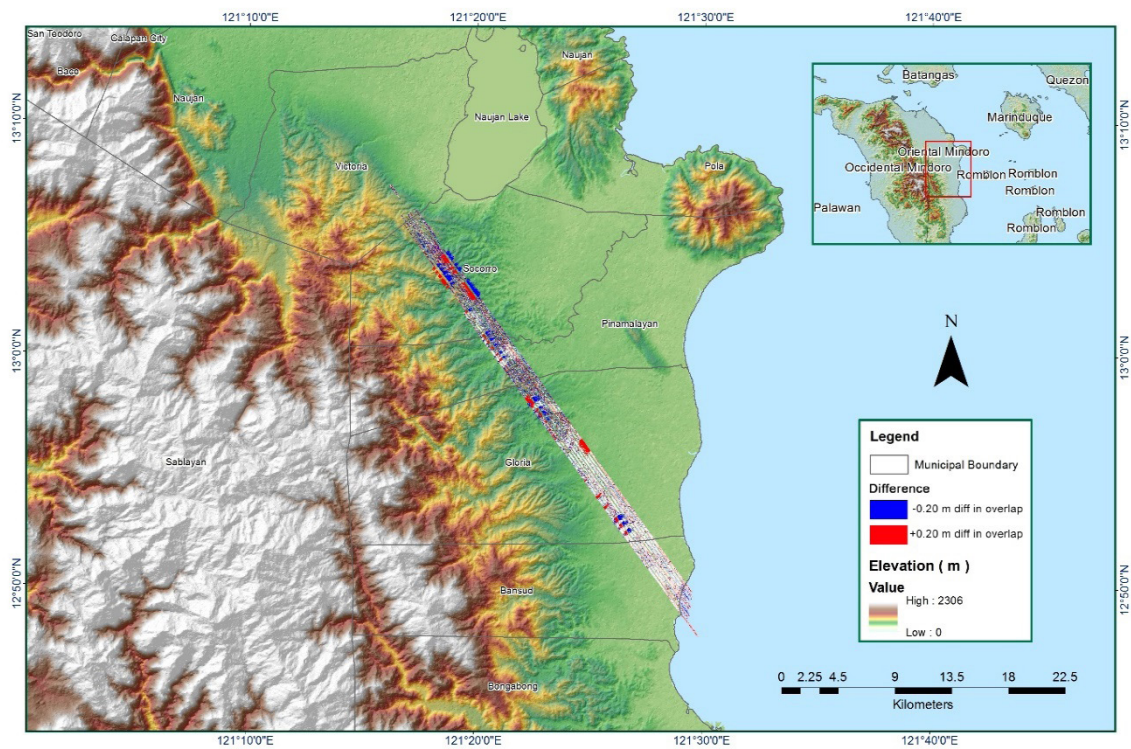 121°10'0"E
121°20'0"E
121°30'0"E
121°40'0"E
San Teodoro
Calapan City
Baco
Naujan
Naujan
Naujan Lake
Victoria
Pola
Socorro
Pinamalayan
Sablayan
Gloria
Bansud
Bongabong
13°10'0"N
13°0'0"N
12°50'0"N
13°10'0"N
13°0'0"N
12°50'0"N
Batangas
Quezon
Marinduque
Oriental Mindoro
Occidental Mindoro
Romblon
Romblon
Romblon
Palawan
Romblon
Romblon
N
Legend
Municipal Boundary
Difference
-0.20 m diff in overlap
+0.20 m diff in overlap
Elevation ( m )
Value
High : 2306
Low : 0
0 2.25 4.5 9 13.5 18 22.5
Kilometers
121°10'0"E
121°20'0"E
121°30'0"E
121°40'0"E